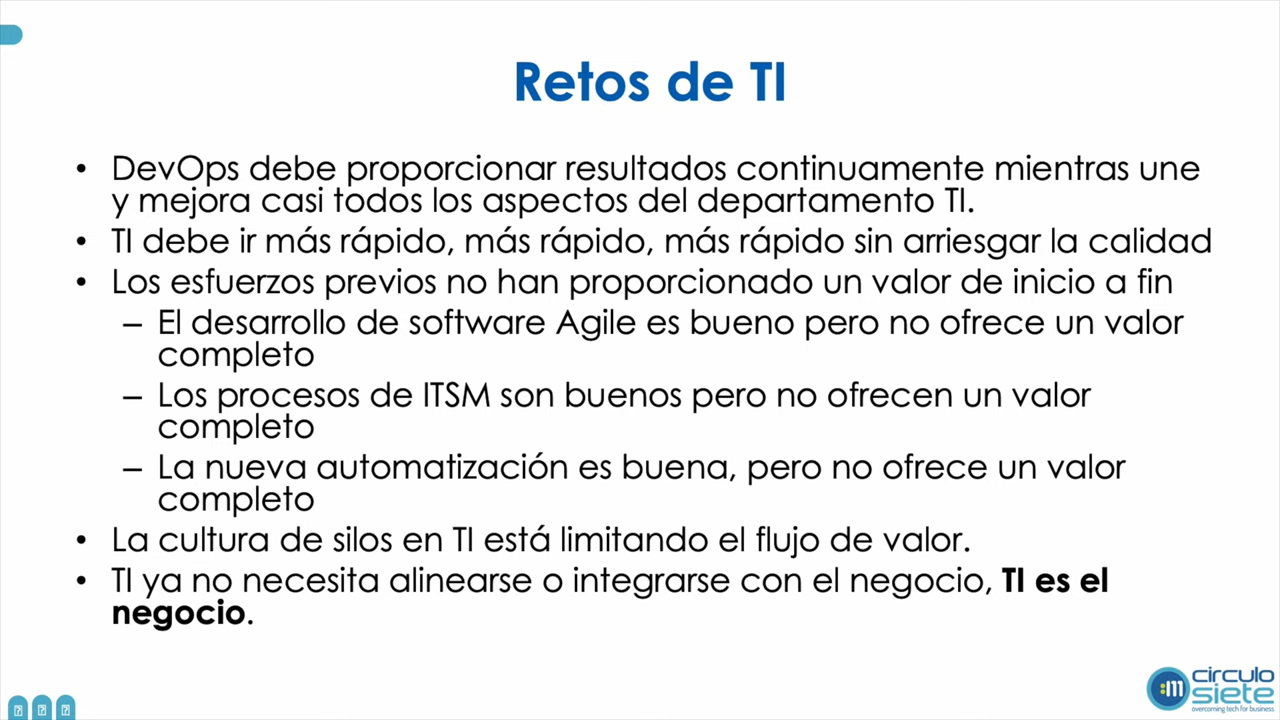 Retos de TI
• DevOps debe proporcionar resultados continuamente mientras une
y mejora casi todos los aspectos del departamento TI.
• TI debe ir más rápido, más rápido, más rápido sin arriesgar la calidad
• Los esfuerzos previos no han proporcionado un valor de inicio a fin
– El desarrollo de software Agile es bueno pero no ofrece un valor
completo
– Los procesos de ITSM son buenos pero no ofrecen un valor
completo
– La nueva automatización es buena, pero no ofrece un valor
completo
• La cultura de silos en TI está limitando el flujo de valor.
• TI ya no necesita alinearse o integrarse con el negocio, TI es el
negocio.
:m circulo
siete
overcoming tech for business